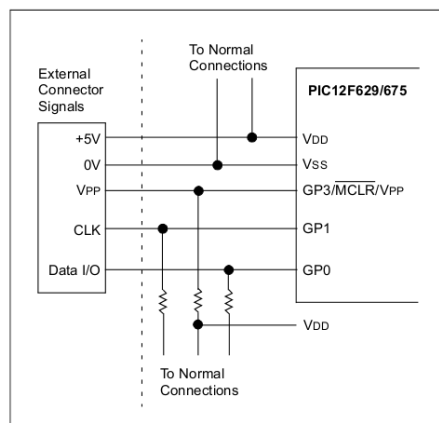 To Normal
Connections
External
Connector
Signals
PIC12F629/675
+5V
VDD
0V
VSS
VPP
GP3/MCLR/VPP
CLK
GP1
Data I/O
GP0
VDD
To Normal
Connections